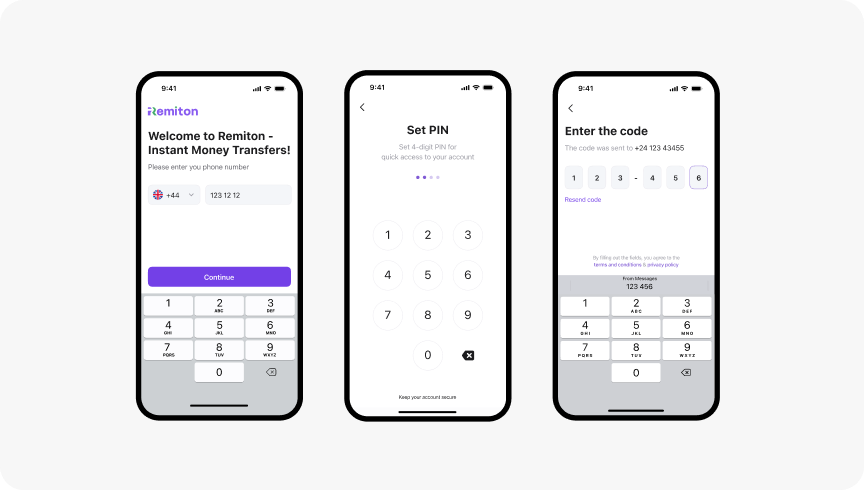 9:41
Remiton
Welcome to Remiton -
Instant Money Transfers!
Please enter you phone number
+44
123 12 12
Continue
1
2
ABC
3
DEF
4
GHI
5
JKL
6
MNO
7
PQRS
8
TUV
9
WXYZ
0
9:41
Set PIN
Set 4-digit PIN for
quick access to your account
1
2
3
4
5
6
7
8
9
0
Keep your account secure
9:41
Enter the code
The code was sent to +24 123 43455
1 2 3 - 4 5 6
Resend code
By filling out the fields, you agree to the
terms and conditions & privacy policy
From Messages
123 456
1
2
ABC
3
DEF
4
GHI
5
JKL
6
MNO
7
PQRS
8
TUV
9
WXYZ
0